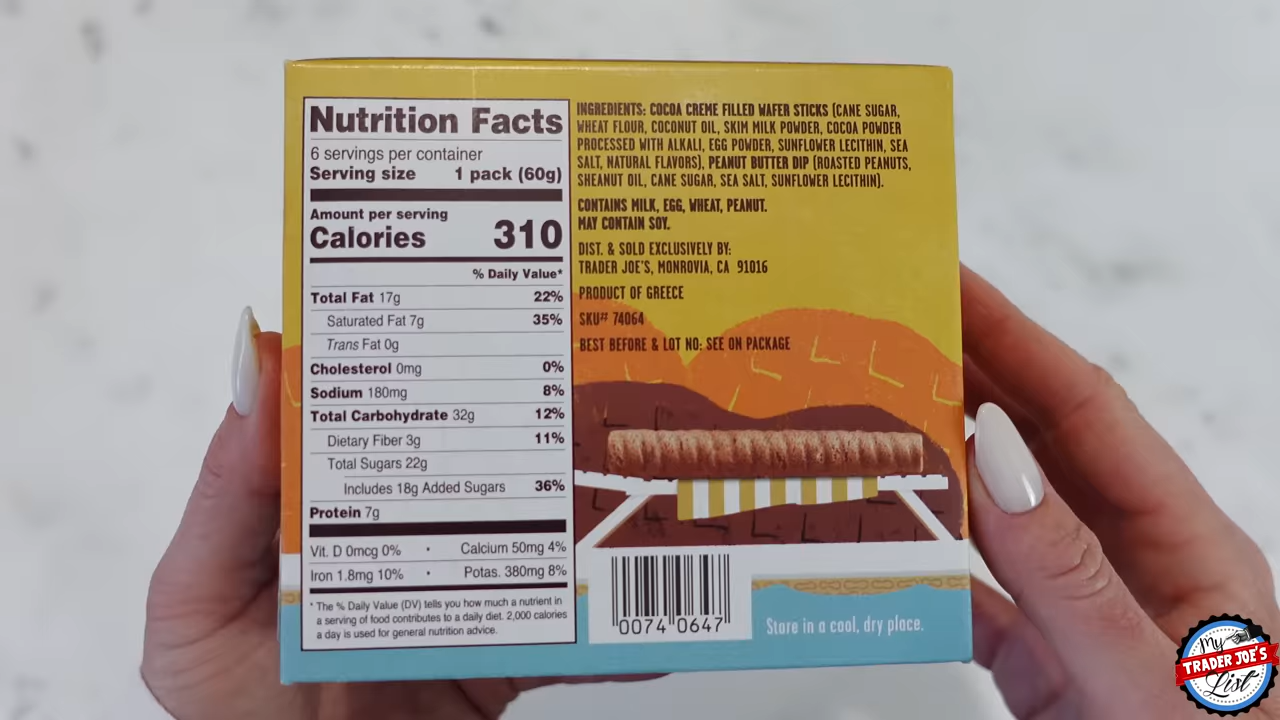 Nutrition Facts
6 servings per container
Serving size 1 pack (60g)
Amount per serving
Calories 310
% Daily Value*
Total Fat 17g 22%
Saturated Fat 7g 35%
Trans Fat 0g
Cholesterol 0mg 0%
Sodium 180mg 8%
Total Carbohydrate 32g 12%
Dietary Fiber 3g 11%
Total Sugars 22g
Includes 18g Added Sugars 36%
Protein 7g
Vit. D 0mcg 0% • Calcium 50mg 4%
Iron 1.8mg 10% • Potas. 380mg 8%
* The % Daily Value (DV) tells you how much a nutrient in
a serving of food contributes to a daily diet. 2,000 calories
a day is used for general nutrition advice.
INGREDIENTS: COCOA CREME FILLED WAFER STICKS (CANE SUGAR,
WHEAT FLOUR, COCONUT OIL, SKIM MILK POWDER, COCOA POWDER
PROCESSED WITH ALKALI, EGG POWDER, SUNFLOWER LECITHIN, SEA
SALT, NATURAL FLAVORS), PEANUT BUTTER DIP (ROASTED PEANUTS,
SHEANUT OIL, CANE SUGAR, SEA SALT, SUNFLOWER LECITHIN).
CONTAINS MILK, EGG, WHEAT, PEANUT.
MAY CONTAIN SOY.
DIST. & SOLD EXCLUSIVELY BY:
TRADER JOE'S, MONROVIA, CA 91016
PRODUCT OF GREECE
SKU# 74064
BEST BEFORE & LOT NO: SEE ON PACKAGE
0074 0647
Store in a cool, dry place.
My
TRADER JOE'S
List